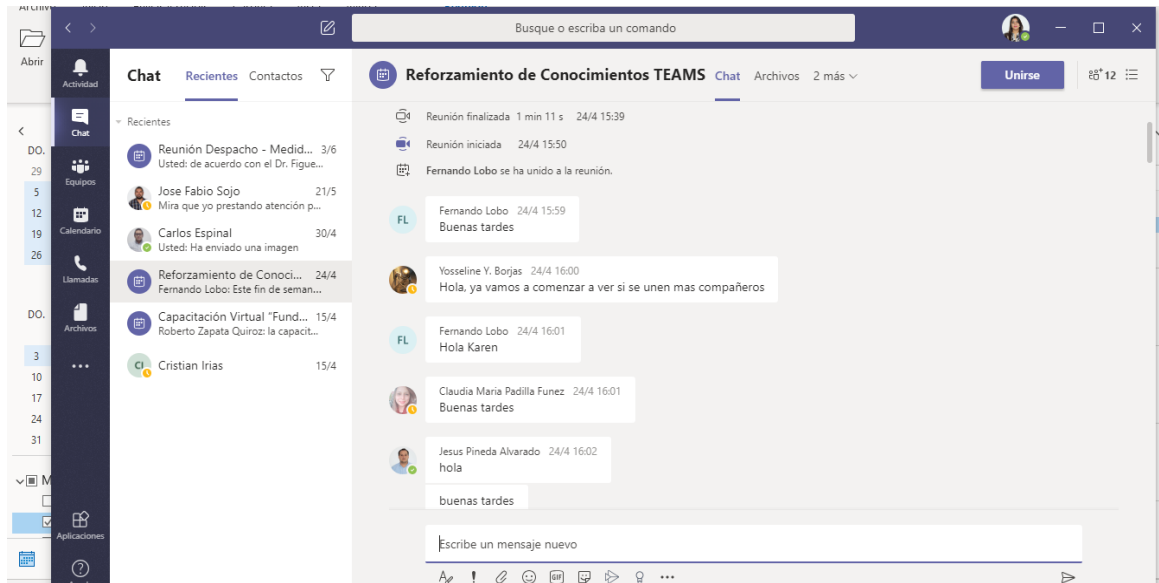 Abrir
DO.
29
5
12
19
26
DO.
3
10
17
24
31
Busque o escriba un comando
Actividad
Chat
Equipos
Calendario
Llamadas
Archivos
Aplicaciones
Chat Recientes Contactos
Recientes
Reunión Despacho - Medid... 3/6
Usted: de acuerdo con el Dr. Figue...
Jose Fabio Sojo 21/5
Mira que yo prestando atención p...
Carlos Espinal 30/4
Usted: Ha enviado una imagen
Reforzamiento de Conoci... 24/4
Fernando Lobo: Este fin de seman...
Capacitación Virtual "Fund... 15/4
Roberto Zapata Quiroz: la capacit...
CI Cristian Irias 15/4
Reforzamiento de Conocimientos TEAMS Chat Archivos 2 más Unirse 12
Reunión finalizada 1 min 11 s 24/4 15:39
Reunión iniciada 24/4 15:50
Fernando Lobo se ha unido a la reunión.
FL
Fernando Lobo 24/4 15:59
Buenas tardes
Yosseline Y. Borjas 24/4 16:00
Hola, ya vamos a comenzar a ver si se unen mas compañeros
FL
Fernando Lobo 24/4 16:01
Hola Karen
Claudia Maria Padilla Funez 24/4 16:01
Buenas tardes
Jesus Pineda Alvarado 24/4 16:02
hola
buenas tardes
Escribe un mensaje nuevo
GIF